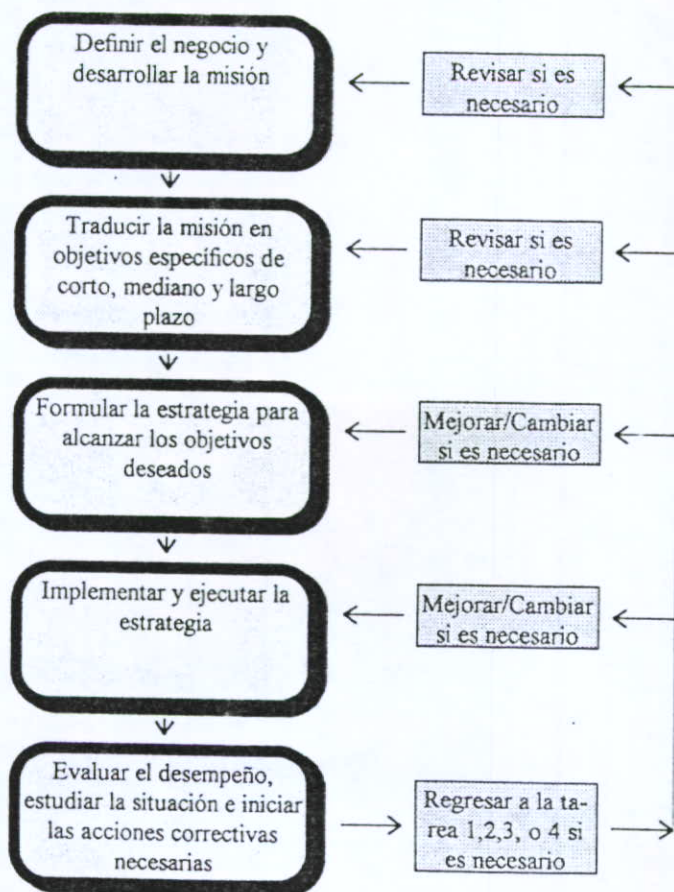 Definir el negocio y
desarrollar la misión
Revisar si es
necesario
Traducir la misión en
objetivos específicos de
corto, mediano y largo
plazo
Revisar si es
necesario
Formular la estrategia para
alcanzar los objetivos
deseados
Mejorar/Cambiar
si es necesario
Implementar y ejecutar la
estrategia
Mejorar/Cambiar
si es necesario
Evaluar el desempeño,
estudiar la situación e iniciar
las acciones correctivas
necesarias
Regresar a la ta-
rea 1,2,3, o 4 si
es necesario